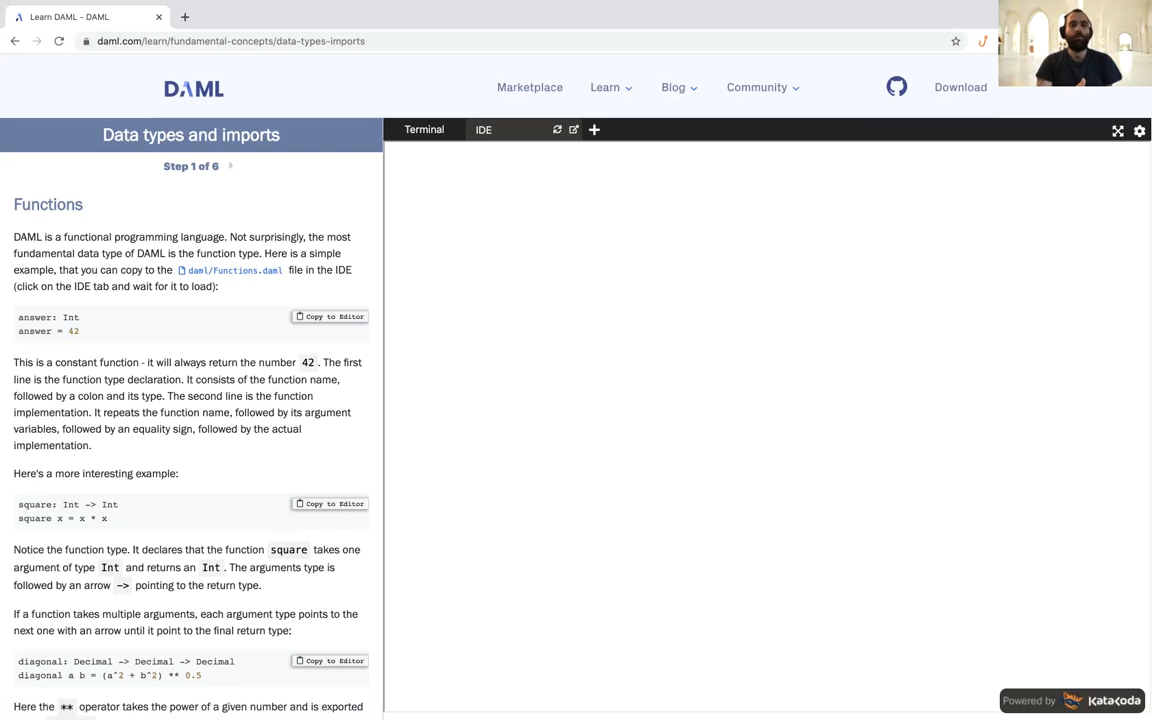 Learn DAML - DAML
daml.com/learn/fundamental-concepts/data-types-imports
DAML
Marketplace
Learn
Blog
Community
Download
Data types and imports
Terminal
IDE
Step 1 of 6
Functions
DAML is a functional programming language. Not surprisingly, the most
fundamental data type of DAML is the function type. Here is a simple
example, that you can copy to the daml/Functions.daml file in the IDE
(click on the IDE tab and wait for it to load):
answer: Int
Copy to Editor
answer = 42
This is a constant function - it will always return the number 42. The first
line is the function type declaration. It consists of the function name,
followed by a colon and its type. The second line is the function
implementation. It repeats the function name, followed by its argument
variables, followed by an equality sign, followed by the actual
implementation.
Here's a more interesting example:
square: Int -> Int
Copy to Editor
square x = x * x
Notice the function type. It declares that the function square takes one
argument of type Int and returns an Int. The arguments type is
followed by an arrow -> pointing to the return type.
If a function takes multiple arguments, each argument type points to the
next one with an arrow until it point to the final return type:
diagonal: Decimal -> Decimal -> Decimal
Copy to Editor
diagonal a b = (a^2 + b^2) ** 0.5
Here the ** operator takes the power of a given number and is exported
Powered by Katacoda